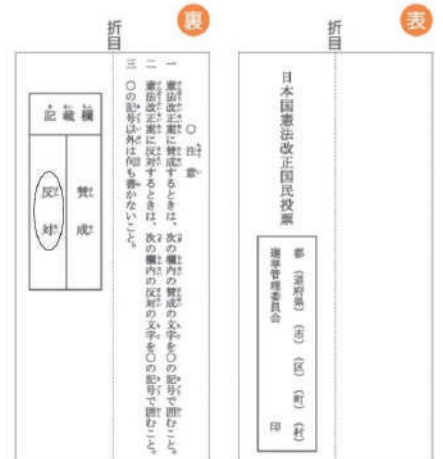 表
折目
日本国憲法改正国民投票
都（道府県）（市）（区）（町）（村）
選挙管理委員会　印
裏
折目
○注意
一　憲法改正案に賛成するときは、次の欄内の賛成の文字を○の記号で囲むこと。
二　憲法改正案に反対するときは、次の欄内の反対の文字を○の記号で囲むこと。
三　○の記号以外は何も書かないこと。
記載欄
賛成
反対